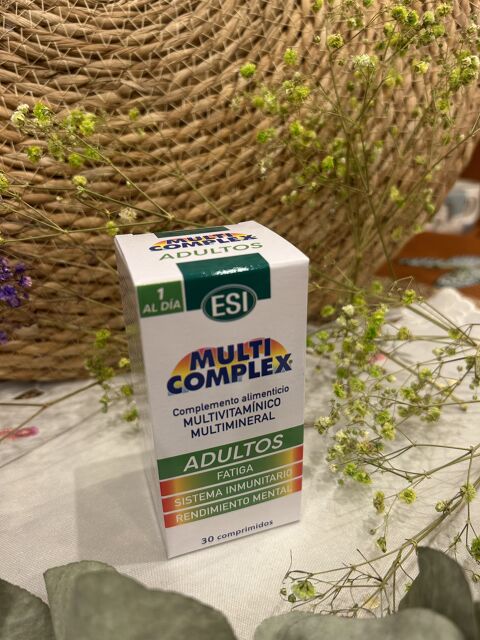 MULTI
COMPLEX
ADULTOS
1
AL DÍA
ESI
MULTI
COMPLEX®
Complemento alimenticio
MULTIVITAMÍNICO
MULTIMINERAL
ADULTOS
FATIGA
SISTEMA INMUNITARIO
RENDIMIENTO MENTAL
30 comprimidos